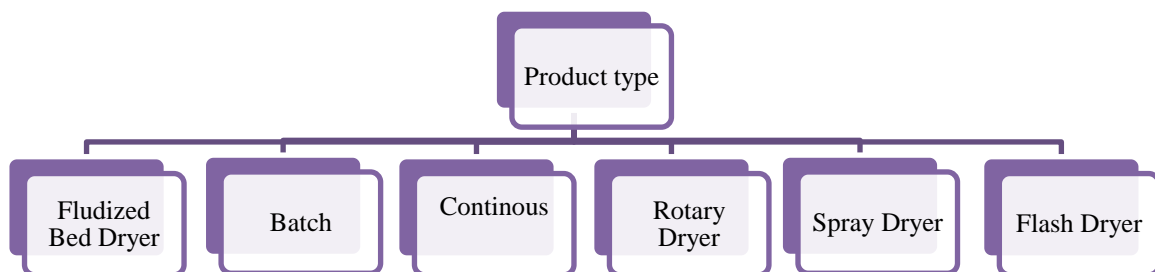 Product type
Fludized
Bed Dryer
Batch
Continous
Rotary
Dryer
Spray Dryer
Flash Dryer